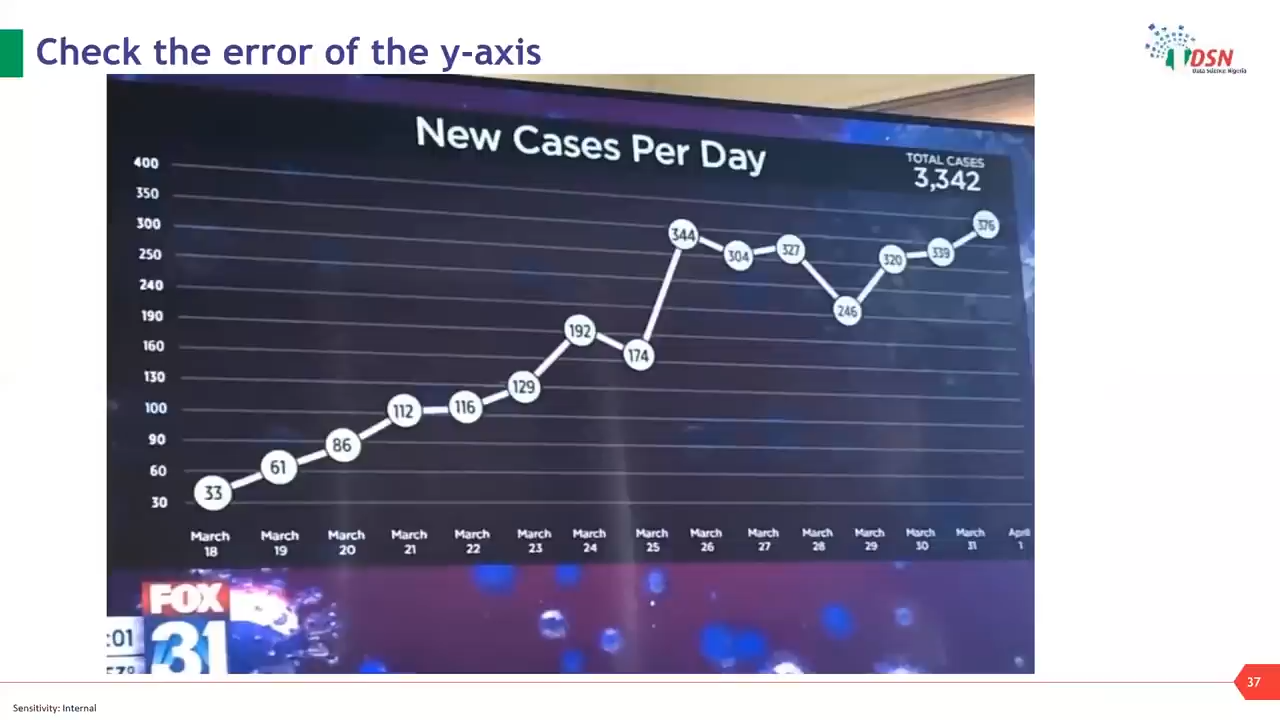 Check the error of the y-axis
DSN
Data Science Nigeria
New Cases Per Day
TOTAL CASES
3,342
400
350
300
250
240
190
160
130
100
90
60
30
33
61
86
112
116
129
192
174
344
304
327
246
320
339
376
March 18
March 19
March 20
March 21
March 22
March 23
March 24
March 25
March 26
March 27
March 28
March 29
March 30
March 31
April 1
FOX
31
:01
37
Sensitivity: Internal